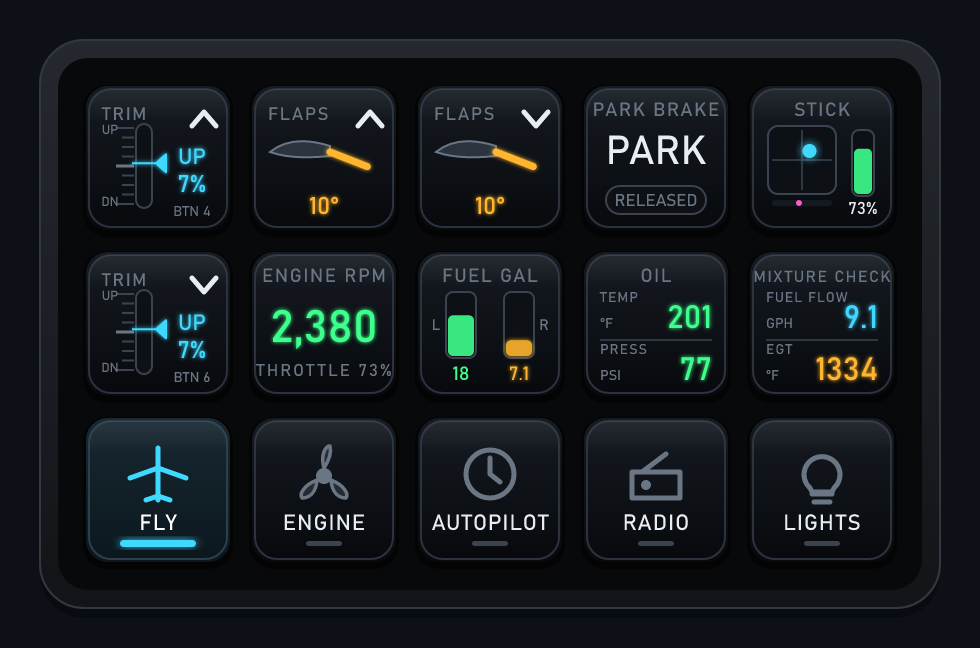 TRIM
UP
UP
7%
DN
BTN 4
FLAPS
10°
FLAPS
10°
PARK BRAKE
PARK
RELEASED
STICK
73%
TRIM
UP
UP
7%
DN
BTN 6
ENGINE RPM
2,380
THROTTLE 73%
FUEL GAL
L R
18 7.1
OIL
TEMP
°F 201
PRESS
PSI 77
MIXTURE CHECK
FUEL FLOW
GPH 9.1
EGT
°F 1334
FLY
ENGINE
AUTOPILOT
RADIO
LIGHTS